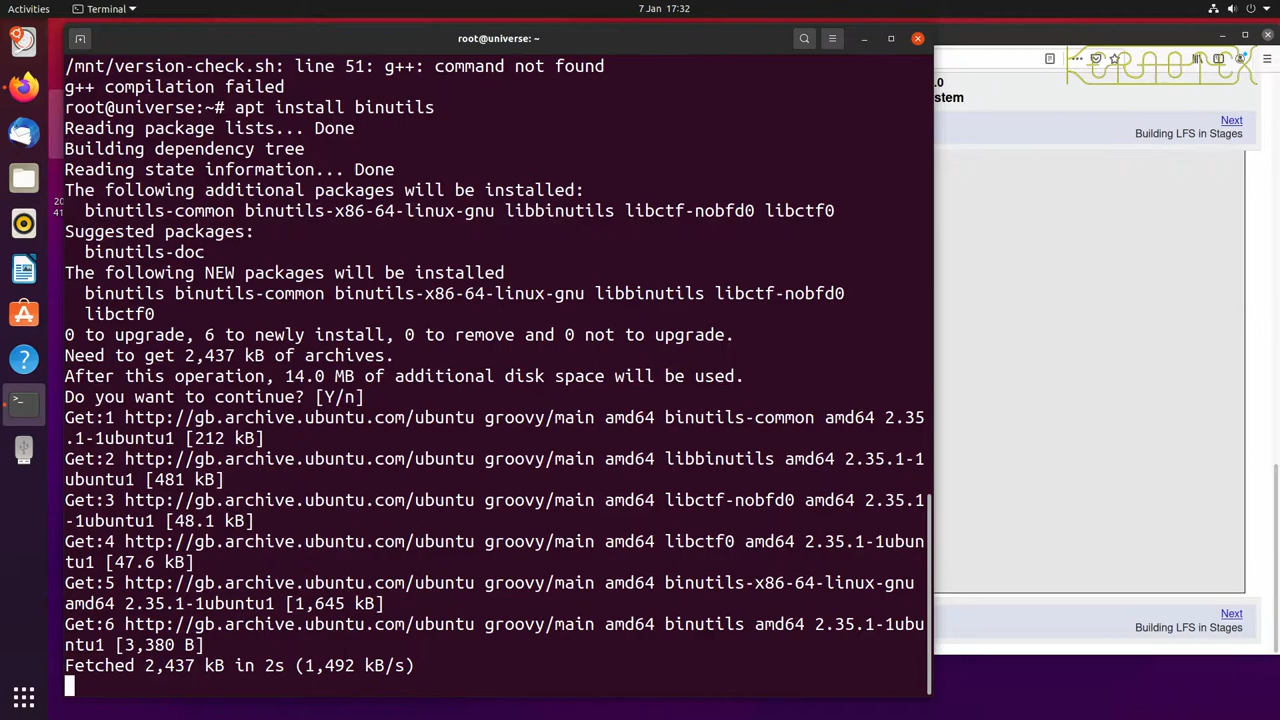 Activities
Terminal
7 Jan 17:32
root@universe: ~
/mnt/version-check.sh: line 51: g++: command not found
g++ compilation failed
root@universe:~# apt install binutils
Reading package lists... Done
Building dependency tree
Reading state information... Done
The following additional packages will be installed:
binutils-common binutils-x86-64-linux-gnu libbinutils libctf-nobfd0 libctf0
Suggested packages:
binutils-doc
The following NEW packages will be installed
binutils binutils-common binutils-x86-64-linux-gnu libbinutils libctf-nobfd0
libctf0
0 to upgrade, 6 to newly install, 0 to remove and 0 not to upgrade.
Need to get 2,437 kB of archives.
After this operation, 14.0 MB of additional disk space will be used.
Do you want to continue? [Y/n]
Get:1 http://gb.archive.ubuntu.com/ubuntu groovy/main amd64 binutils-common amd64 2.35
.1-1ubuntu1 [212 kB]
Get:2 http://gb.archive.ubuntu.com/ubuntu groovy/main amd64 libbinutils amd64 2.35.1-1
ubuntu1 [481 kB]
Get:3 http://gb.archive.ubuntu.com/ubuntu groovy/main amd64 libctf-nobfd0 amd64 2.35.1
-1ubuntu1 [48.1 kB]
Get:4 http://gb.archive.ubuntu.com/ubuntu groovy/main amd64 libctf0 amd64 2.35.1-1ubun
tu1 [47.6 kB]
Get:5 http://gb.archive.ubuntu.com/ubuntu groovy/main amd64 binutils-x86-64-linux-gnu
amd64 2.35.1-1ubuntu1 [1,645 kB]
Get:6 http://gb.archive.ubuntu.com/ubuntu groovy/main amd64 binutils amd64 2.35.1-1ubu
ntu1 [3,380 B]
Fetched 2,437 kB in 2s (1,492 kB/s)
20
41
.0
stem
Next
Building LFS in Stages
Next
Building LFS in Stages